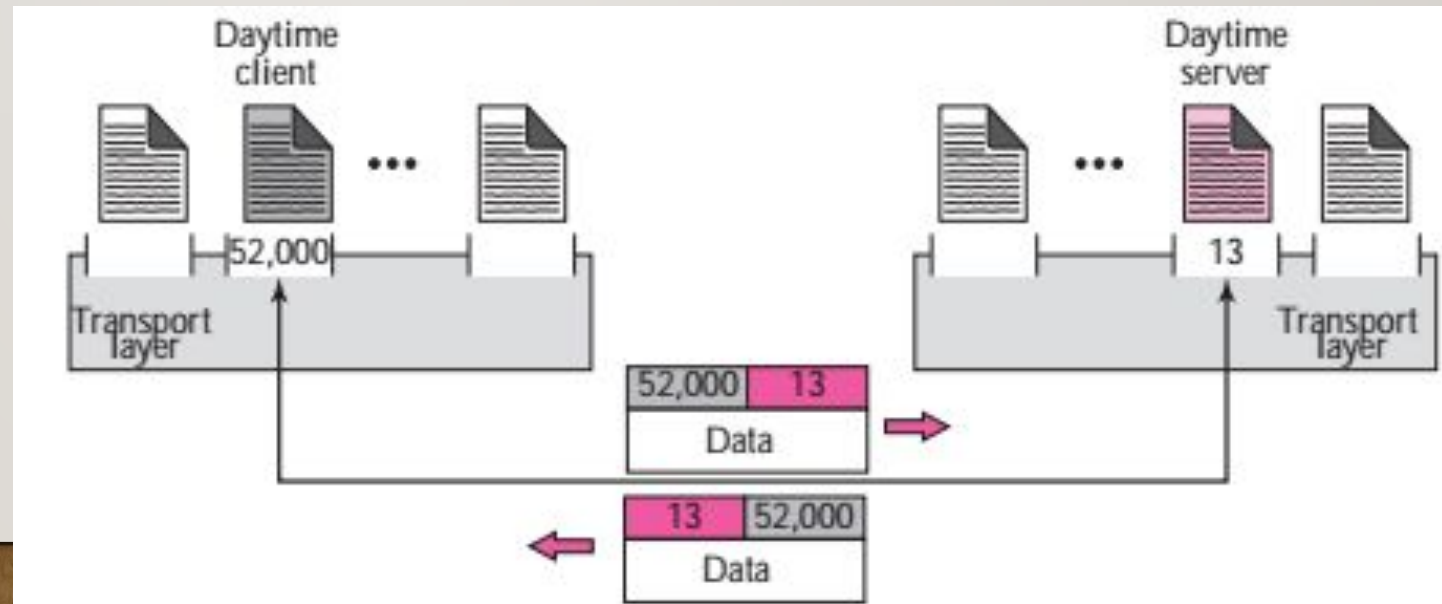 Daytime
client
Daytime
server
52,000
13
Transport
layer
Transport
layer
52,000 13
Data
13 52,000
Data